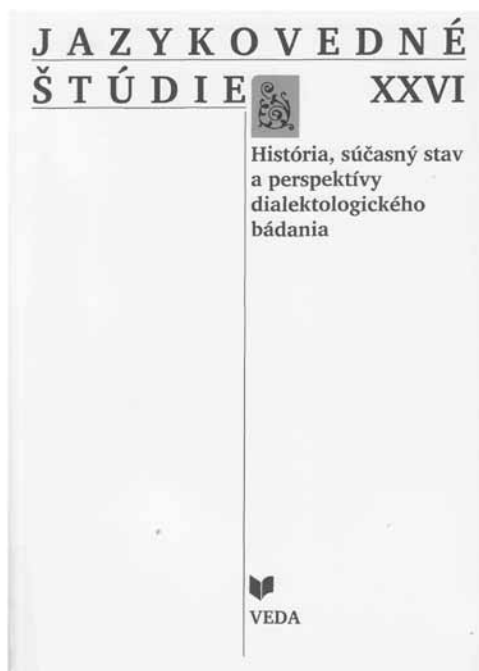 JAZYKOVEDNÉ
ŠTÚDIE XXVI
História, súčasný stav
a perspektívy
dialektologického
bádania
VEDA